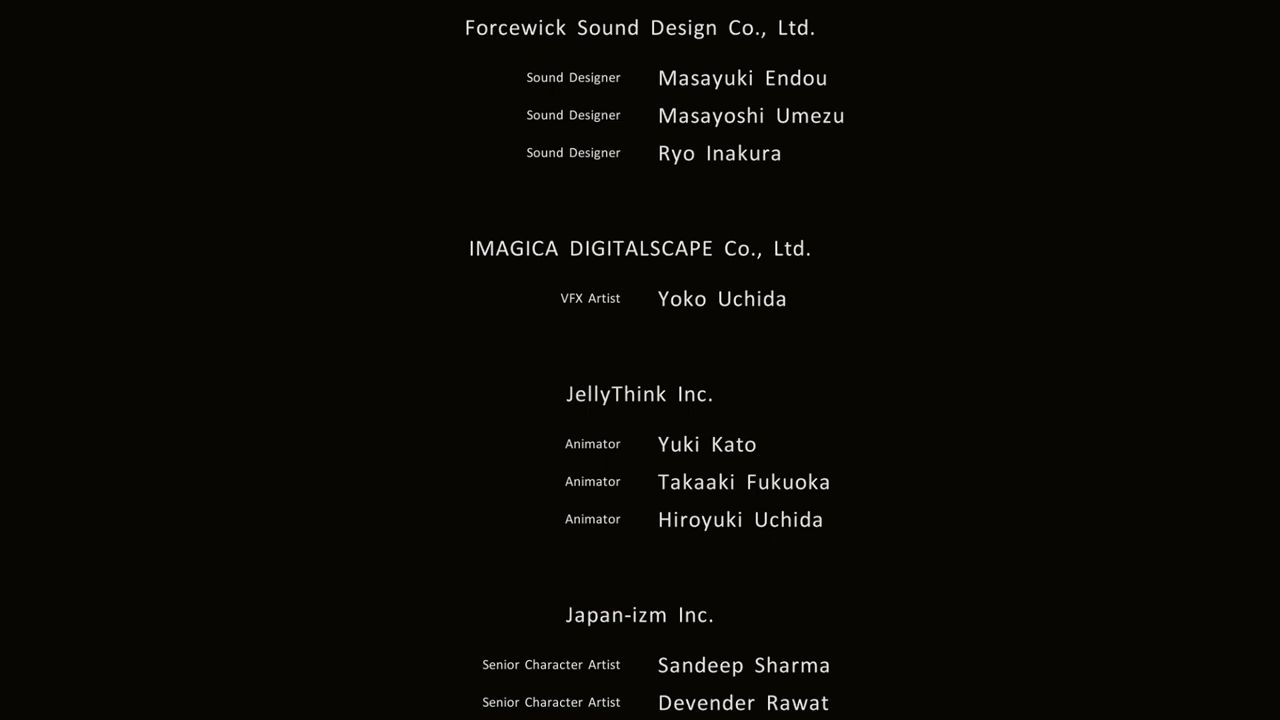 Forcewick Sound Design Co., Ltd.
Sound Designer Masayuki Endou
Sound Designer Masayoshi Umezu
Sound Designer Ryo Inakura
IMAGICA DIGITALSCAPE Co., Ltd.
VFX Artist Yoko Uchida
JellyThink Inc.
Animator Yuki Kato
Animator Takaaki Fukuoka
Animator Hiroyuki Uchida
Japan-izm Inc.
Senior Character Artist Sandeep Sharma
Senior Character Artist Devender Rawat